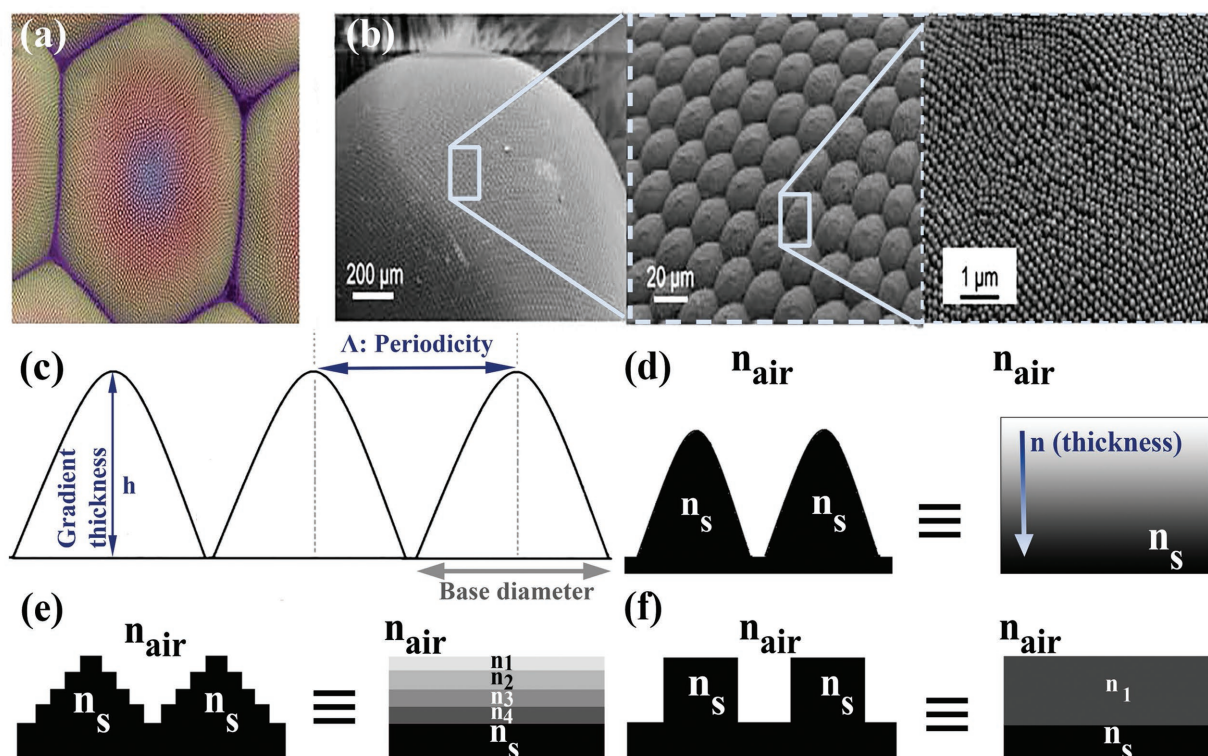 (a)
(b)
200 µm
20 µm
1 µm
(c)
Λ: Periodicity
Gradient
thickness
h
Base diameter
(d)
n_air
n_s
n_s
n_air
n (thickness)
n_s
(e)
n_air
n_s
n_s
n_air
n1
n2
n3
n4
n_s
(f)
n_air
n_s
n_s
n_air
n_1
n_s